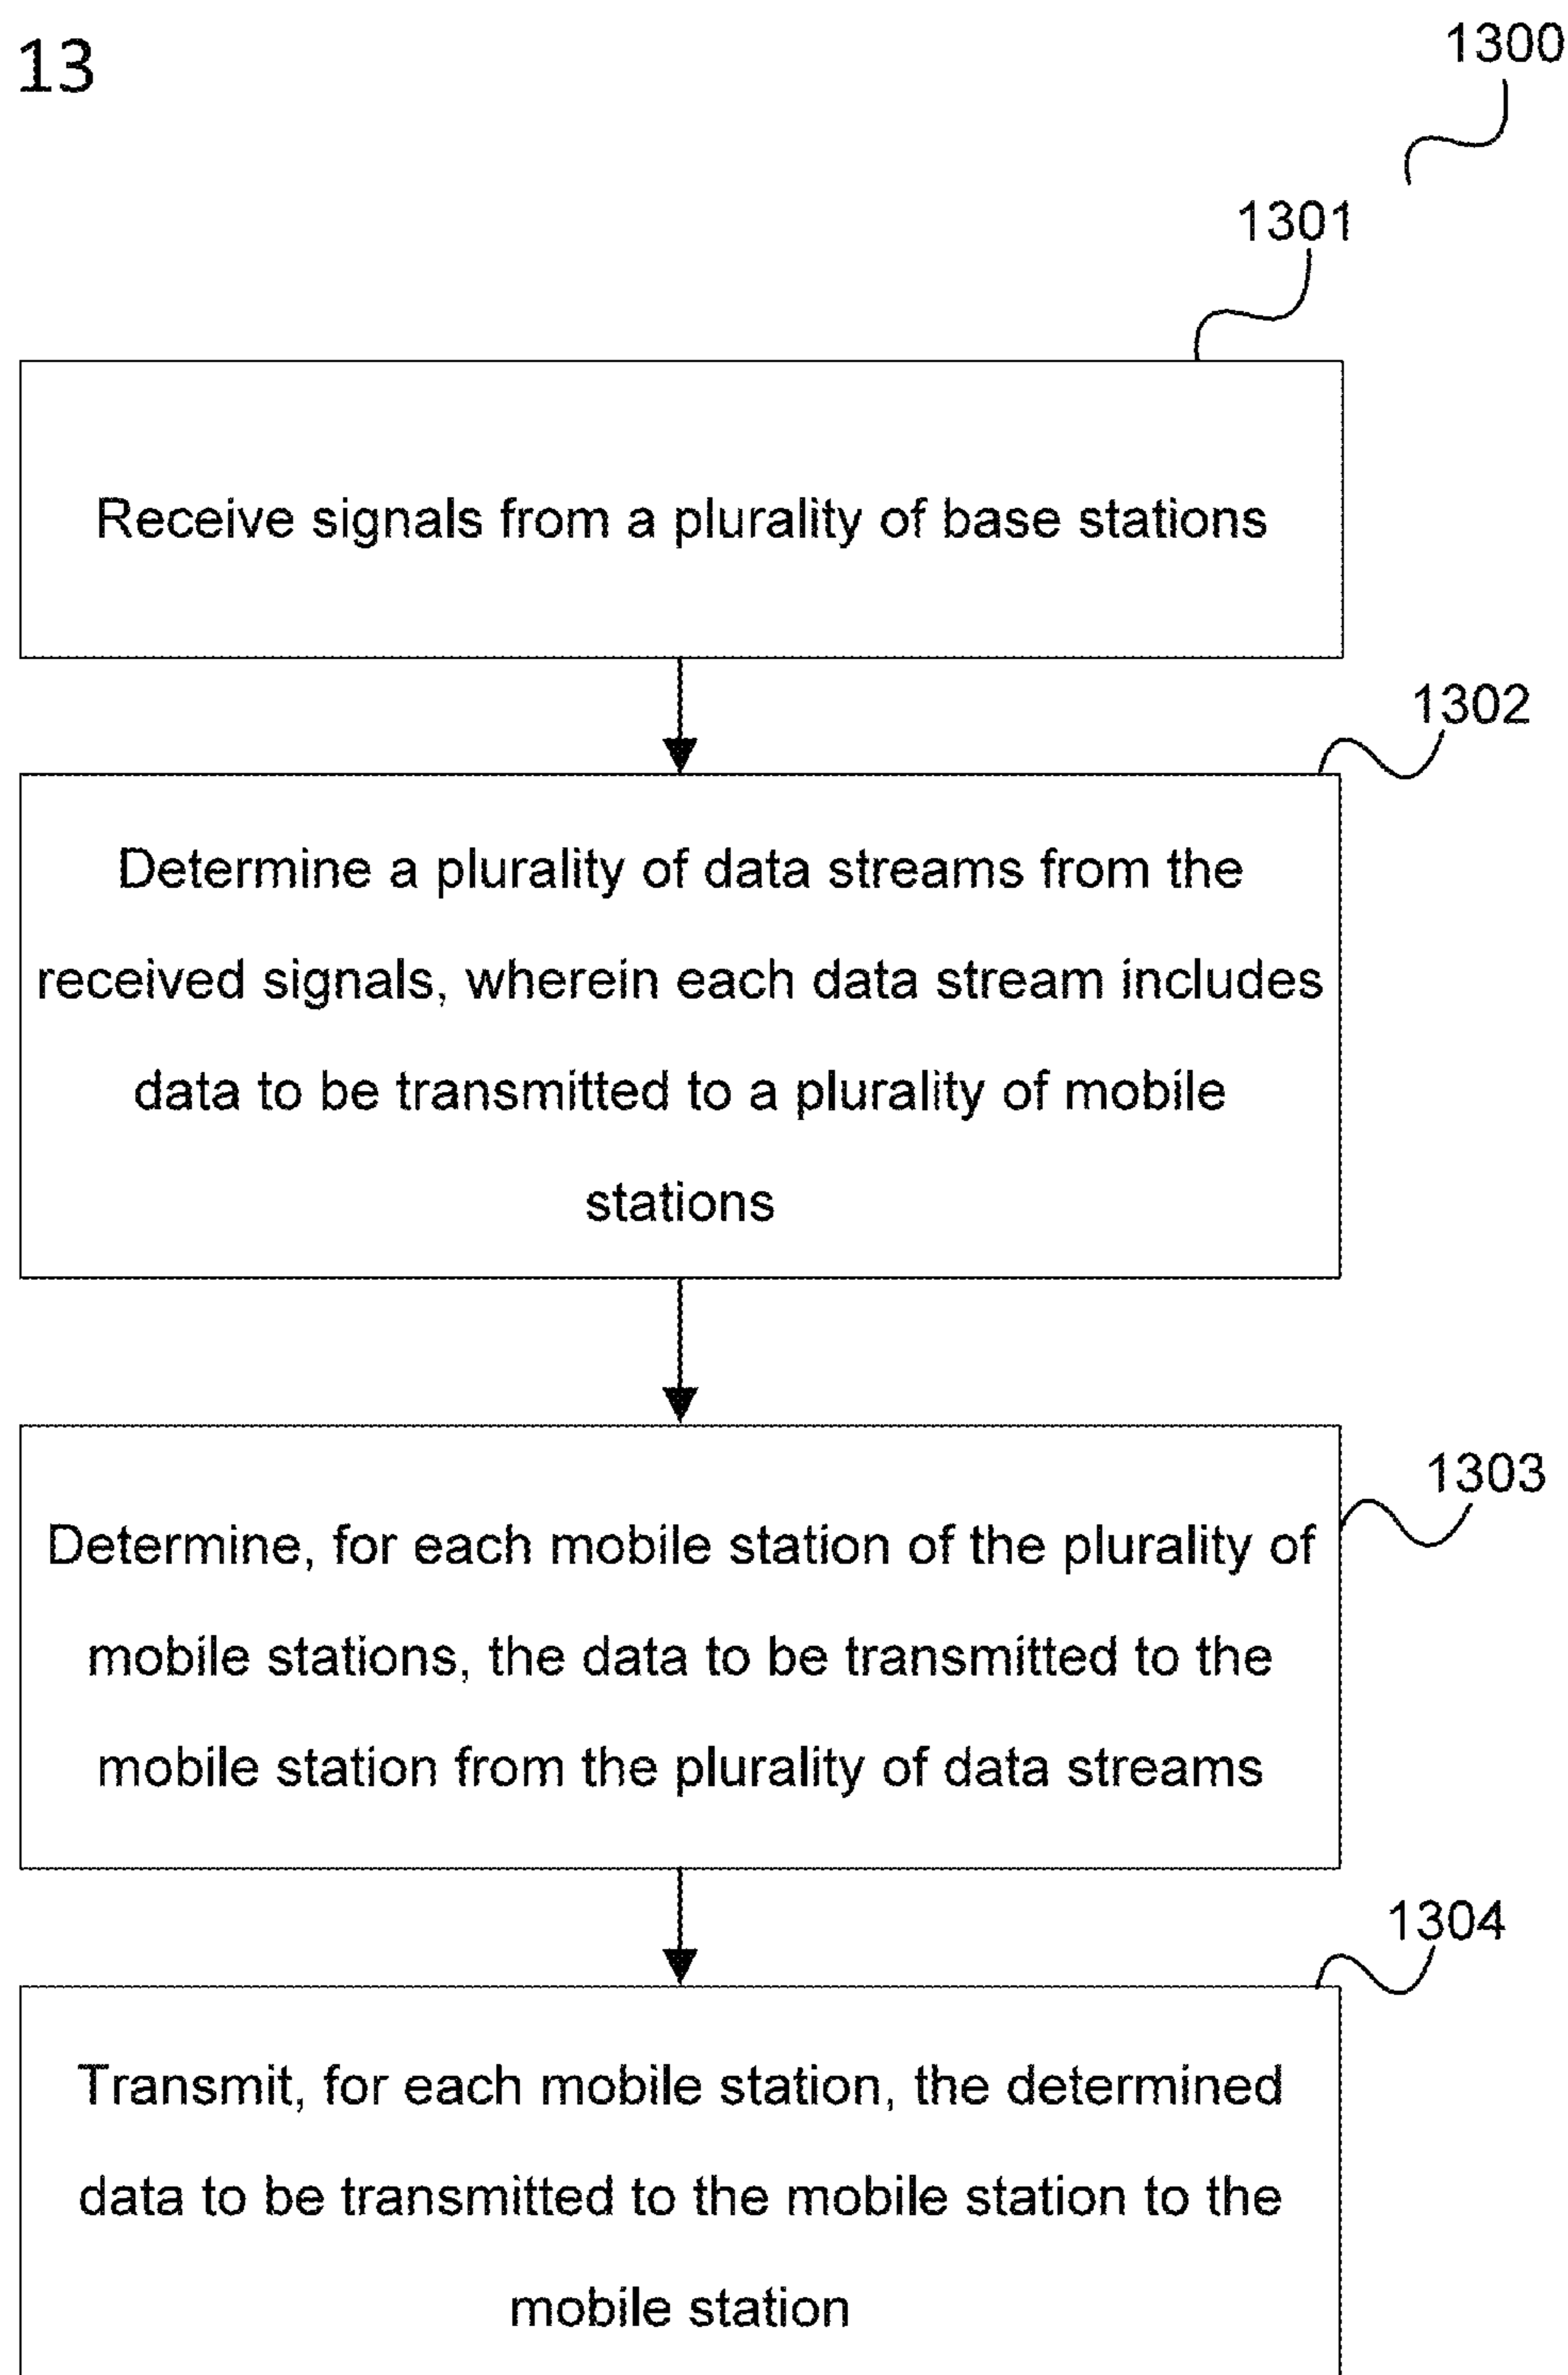 13
1300
1301
Receive signals from a plurality of base stations
1302
Determine a plurality of data streams from the
received signals, wherein each data stream includes
data to be transmitted to a plurality of mobile
stations
1303
Determine, for each mobile station of the plurality of
mobile stations, the data to be transmitted to the
mobile station from the plurality of data streams
1304
Transmit, for each mobile station, the determined
data to be transmitted to the mobile station to the
mobile station